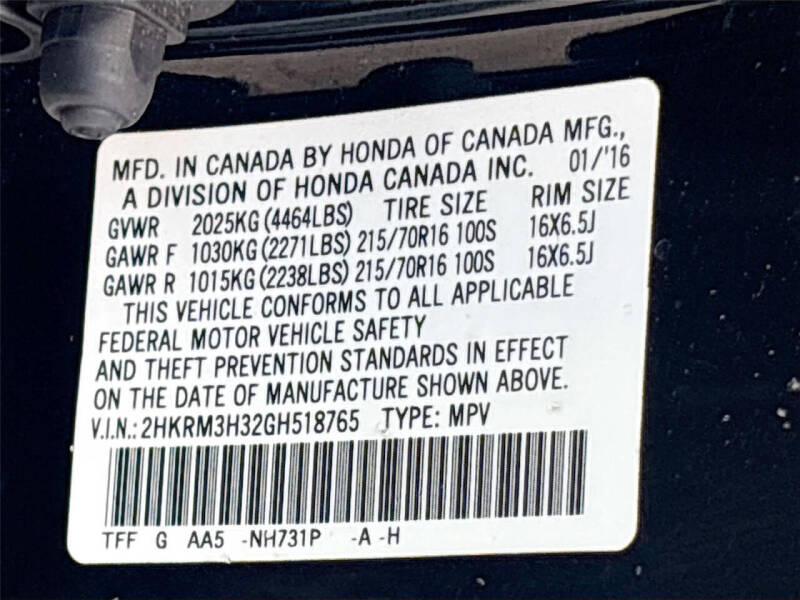 MFD. IN CANADA BY HONDA OF CANADA MFG.,
A DIVISION OF HONDA CANADA INC. 01/'16
GVWR 2025KG (4464LBS) TIRE SIZE RIM SIZE
GAWR F 1030KG (2271LBS) 215/70R16 100S 16X6.5J
GAWR R 1015KG (2238LBS) 215/70R16 100S 16X6.5J
THIS VEHICLE CONFORMS TO ALL APPLICABLE
FEDERAL MOTOR VEHICLE SAFETY
AND THEFT PREVENTION STANDARDS IN EFFECT
ON THE DATE OF MANUFACTURE SHOWN ABOVE.
V.I.N.: 2HKRM3H32GH518765 TYPE: MPV
TFF G AA5 -NH731P -A -H